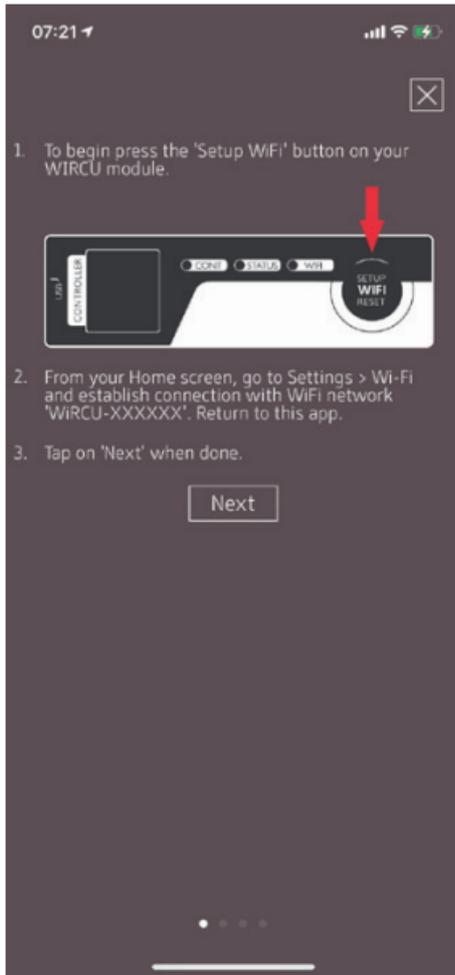 07:21
1. To begin press the 'Setup WiFi' button on your
WIRCU module.
USB
CONTROLLER
CONT STATUS WIFI
SETUP
WIFI
RESET
2. From your Home screen, go to Settings > Wi-Fi
and establish connection with WiFi network
'WiRCU-XXXXXX'. Return to this app.
3. Tap on 'Next' when done.
Next